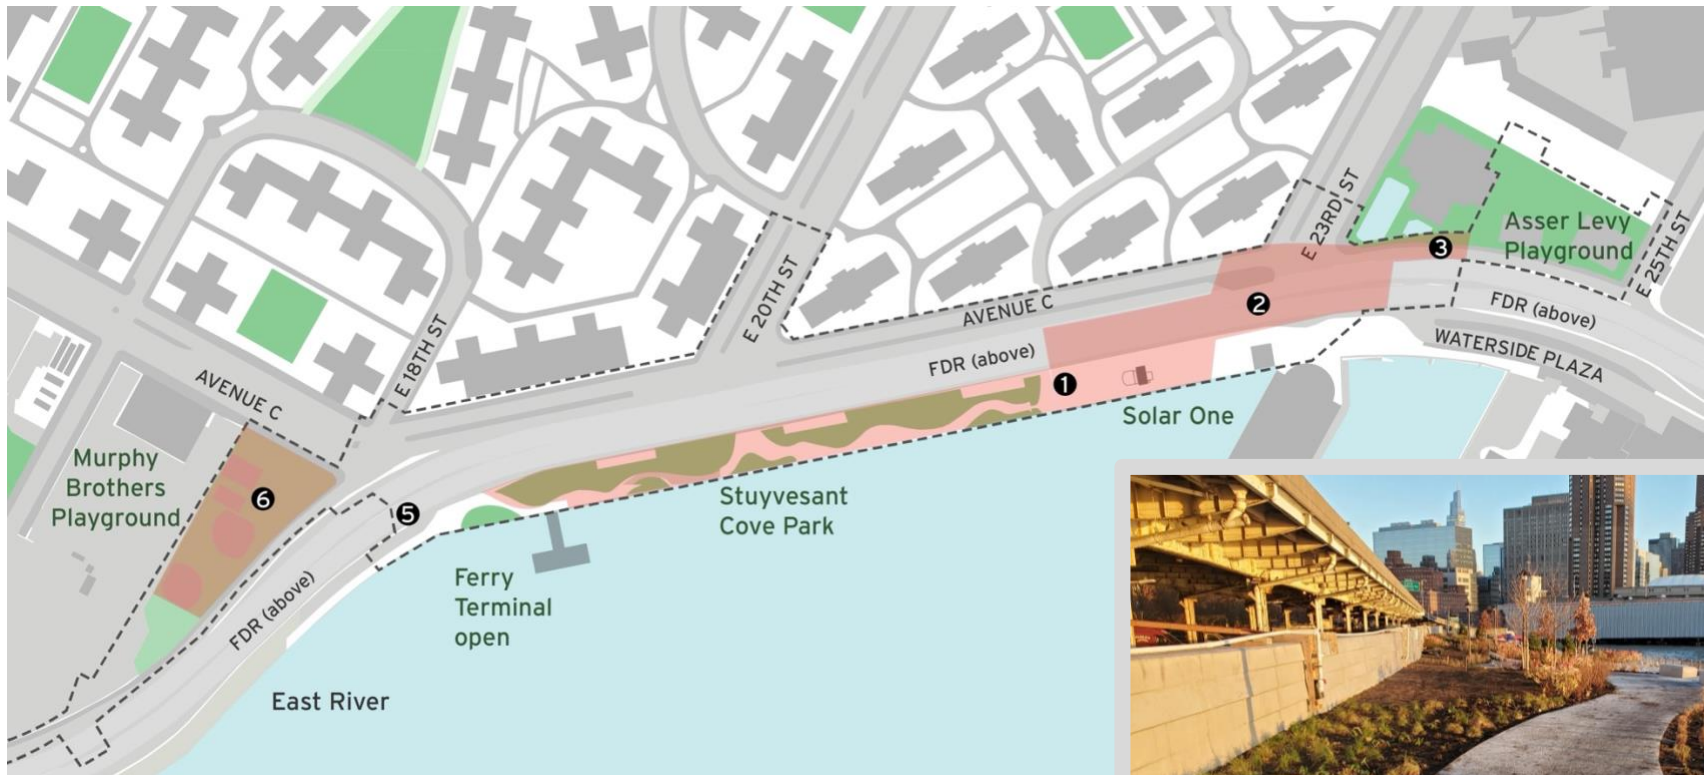 E 23RD ST
3
Asser Levy
Playground
E 25TH ST
E 20TH ST
AVENUE C
2
FDR (above)
FDR (above)
WATERSIDE PLAZA
E 18TH ST
AVENUE C
1
Solar One
Murphy
Brothers
Playground
6
5
Stuyvesant
Cove Park
FDR (above)
Ferry
Terminal
open
East River